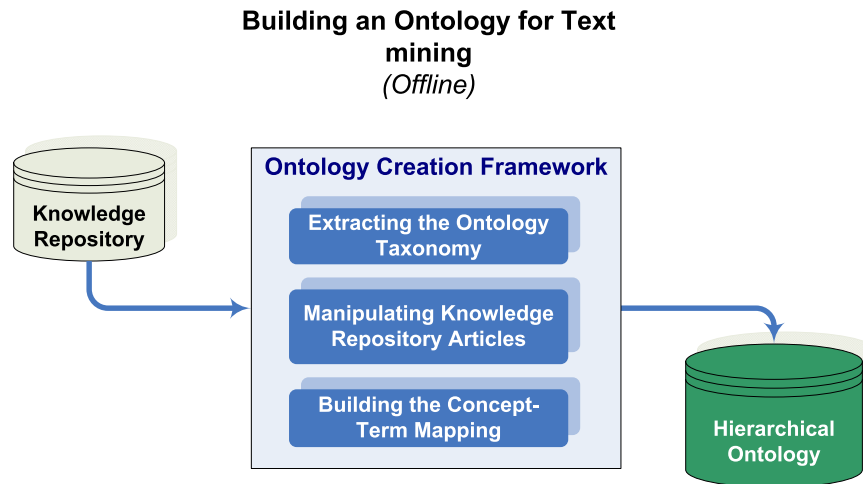 Building an Ontology for Text
mining
(Offline)
Knowledge
Repository
Ontology Creation Framework
Extracting the Ontology
Taxonomy
Manipulating Knowledge
Repository Articles
Building the Concept-
Term Mapping
Hierarchical
Ontology